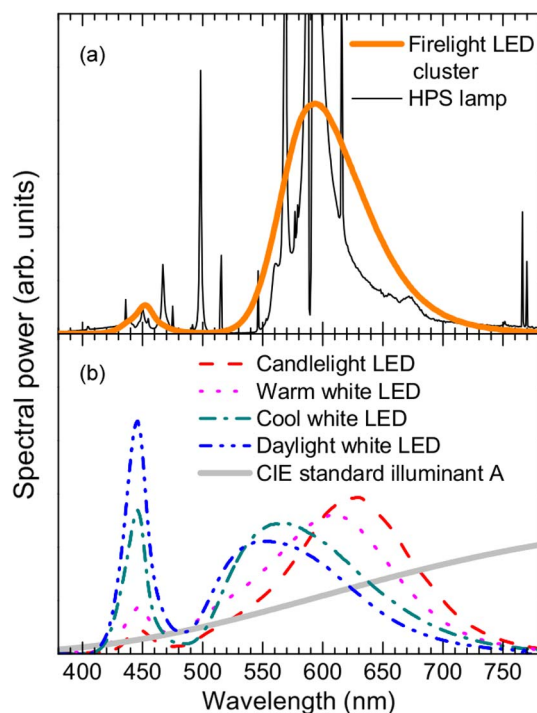 (a)
Firelight LED
cluster
HPS lamp
Spectral power (arb. units)
(b)
Candlelight LED
Warm white LED
Cool white LED
Daylight white LED
CIE standard illuminant A
400 450 500 550 600 650 700 750
Wavelength (nm)